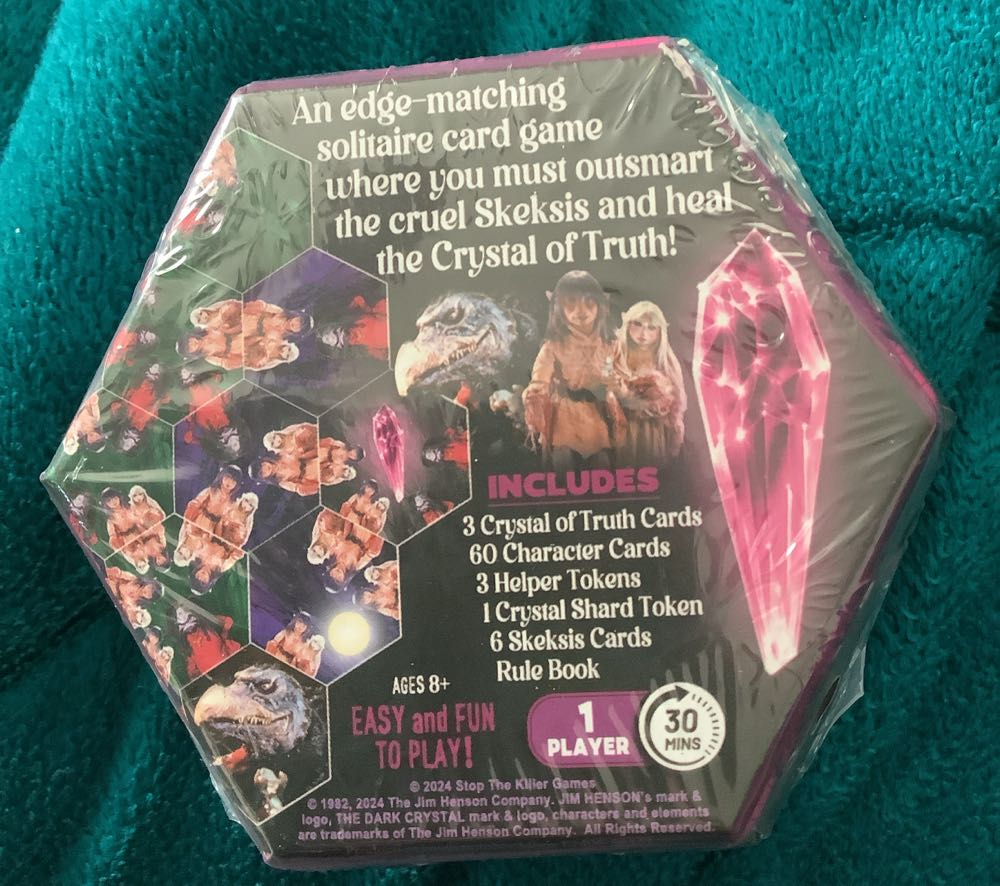 An edge-matching
solitaire card game
where you must outsmart
the cruel Skeksis and heal
the Crystal of Truth!
INCLUDES
3 Crystal of Truth Cards
60 Character Cards
3 Helper Tokens
1 Crystal Shard Token
6 Skeksis Cards
Rule Book
AGES 8+
EASY and FUN
TO PLAY!
1
PLAYER
30
MINS
© 2024 Stop The Killer Games
© 1982, 2024 The Jim Henson Company. JIM HENSON's mark &
logo, THE DARK CRYSTAL mark & logo, characters and elements
are trademarks of The Jim Henson Company. All Rights Reserved.